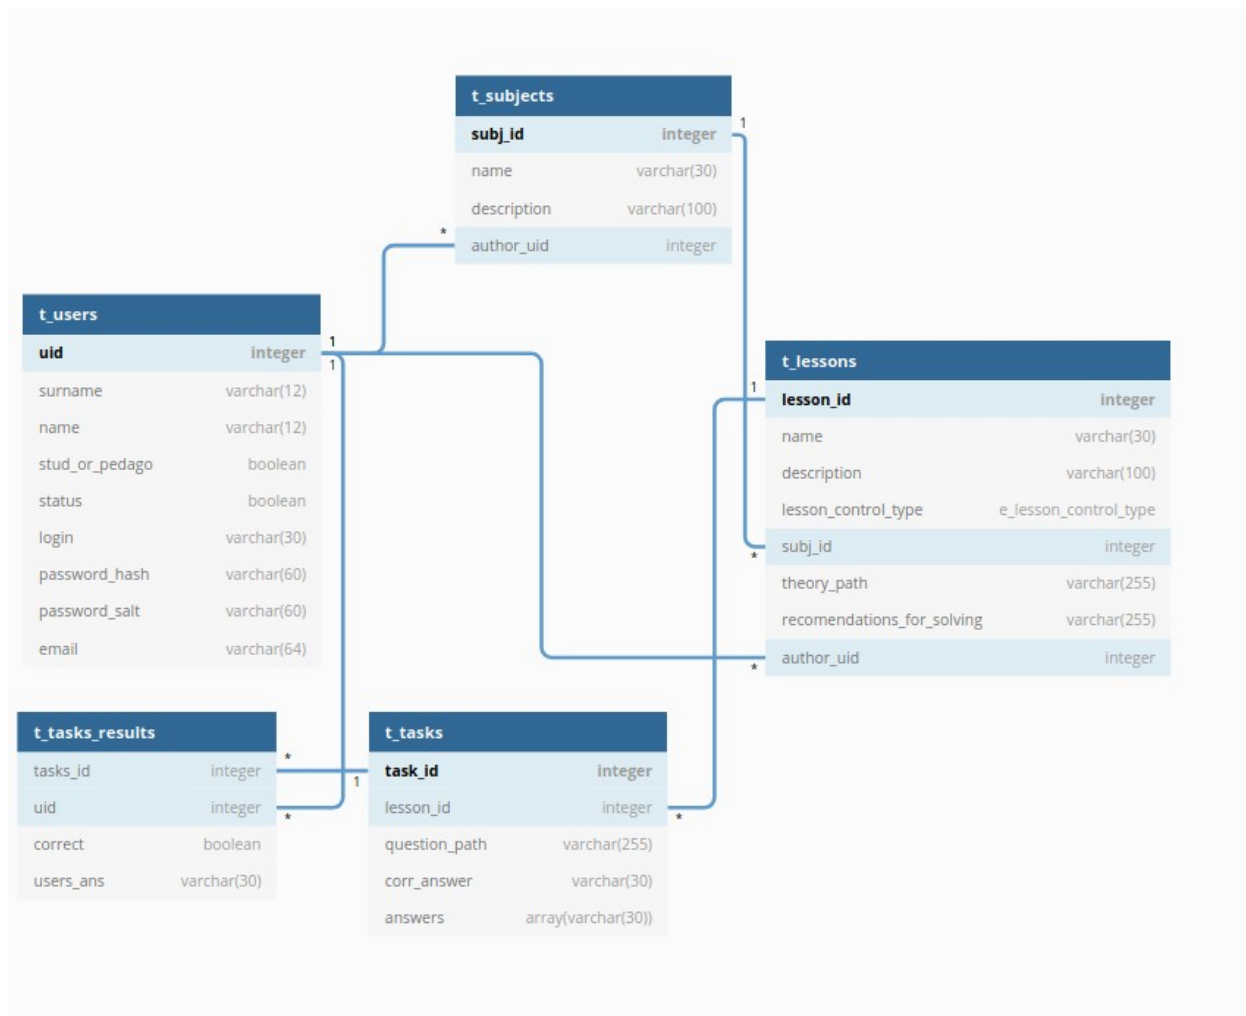 t_subjects
subj_id integer
name varchar(30)
description varchar(100)
author_uid integer
1
*
t_users
uid integer
surname varchar(12)
name varchar(12)
stud_or_pedago boolean
status boolean
login varchar(30)
password_hash varchar(60)
password_salt varchar(60)
email varchar(64)
1
1
t_lessons
lesson_id integer
name varchar(30)
description varchar(100)
lesson_control_type e_lesson_control_type
subj_id integer
theory_path varchar(255)
recomendations_for_solving varchar(255)
author_uid integer
1
*
*
t_tasks_results
tasks_id integer
uid integer
correct boolean
users_ans varchar(30)
*
*
t_tasks
task_id integer
lesson_id integer
question_path varchar(255)
corr_answer varchar(30)
answers array(varchar(30))
1
*